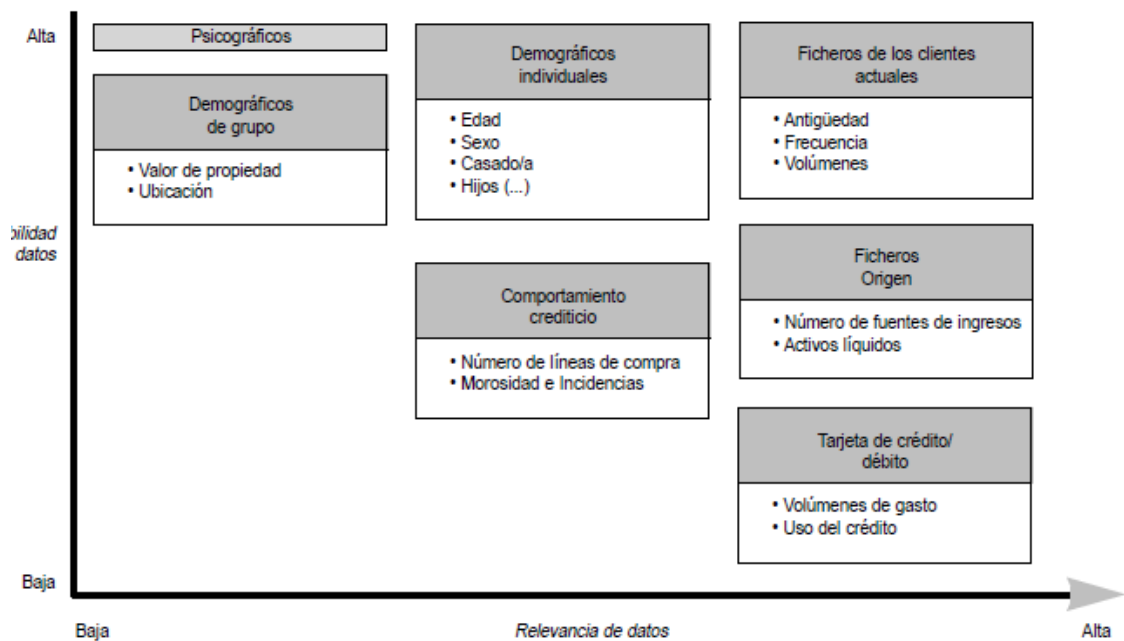 Alta
Psicográficos
Demográficos
de grupo
• Valor de propiedad
• Ubicación
Demográficos
individuales
• Edad
• Sexo
• Casado/a
• Hijos (...)
Ficheros de los clientes
actuales
• Antigüedad
• Frecuencia
• Volúmenes
bilidad
datos
Comportamiento
crediticio
• Número de líneas de compra
• Morosidad e Incidencias
Ficheros
Origen
• Número de fuentes de ingresos
• Activos líquidos
Tarjeta de crédito/
débito
• Volúmenes de gasto
• Uso del crédito
Baja
Baja
Relevancia de datos
Alta